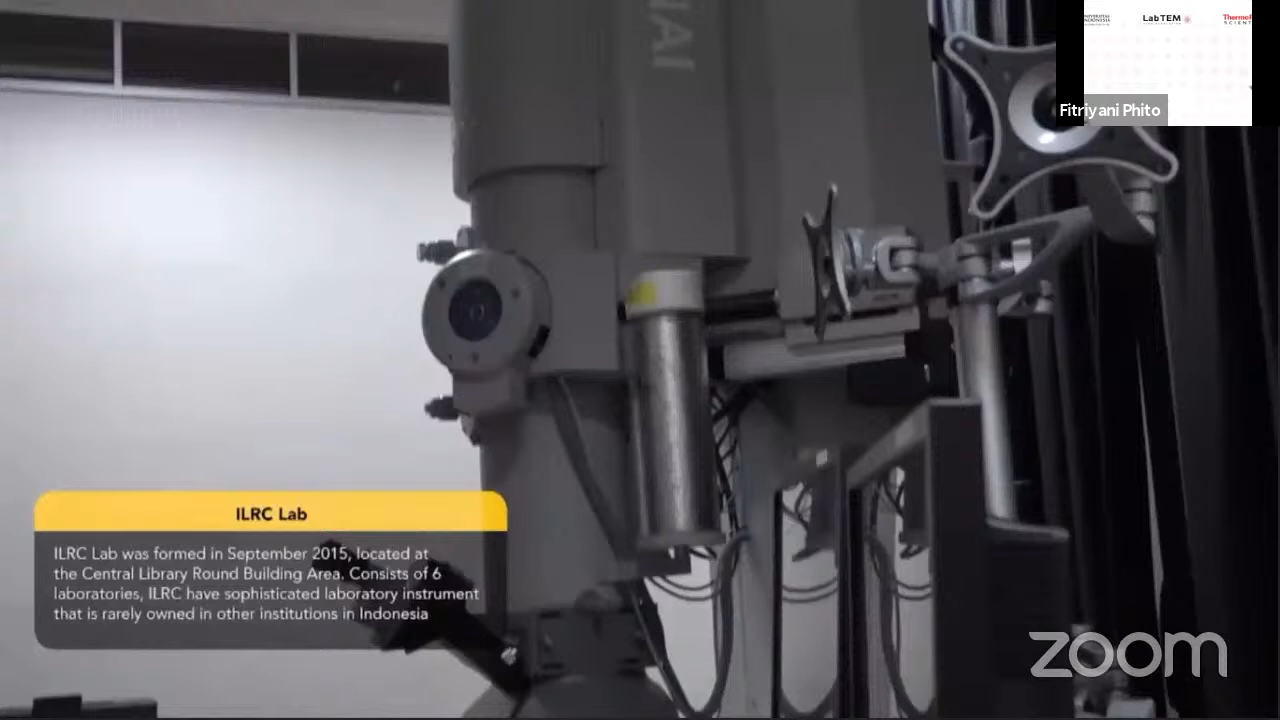 LabTEM
Fitriyani Phito
ILRC Lab
ILRC Lab was formed in September 2015, located at
the Central Library Round Building Area. Consists of 6
laboratories, ILRC have sophisticated laboratory instrument
that is rarely owned in other institutions in Indonesia
zoom